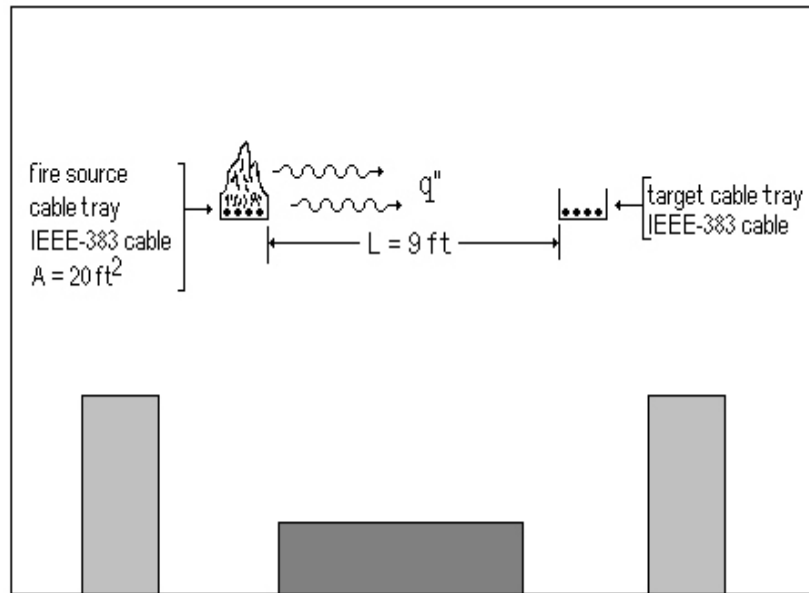 fire source
cable tray
IEEE-383 cable
A = 20 ft²
q"
L = 9 ft
target cable tray
IEEE-383 cable